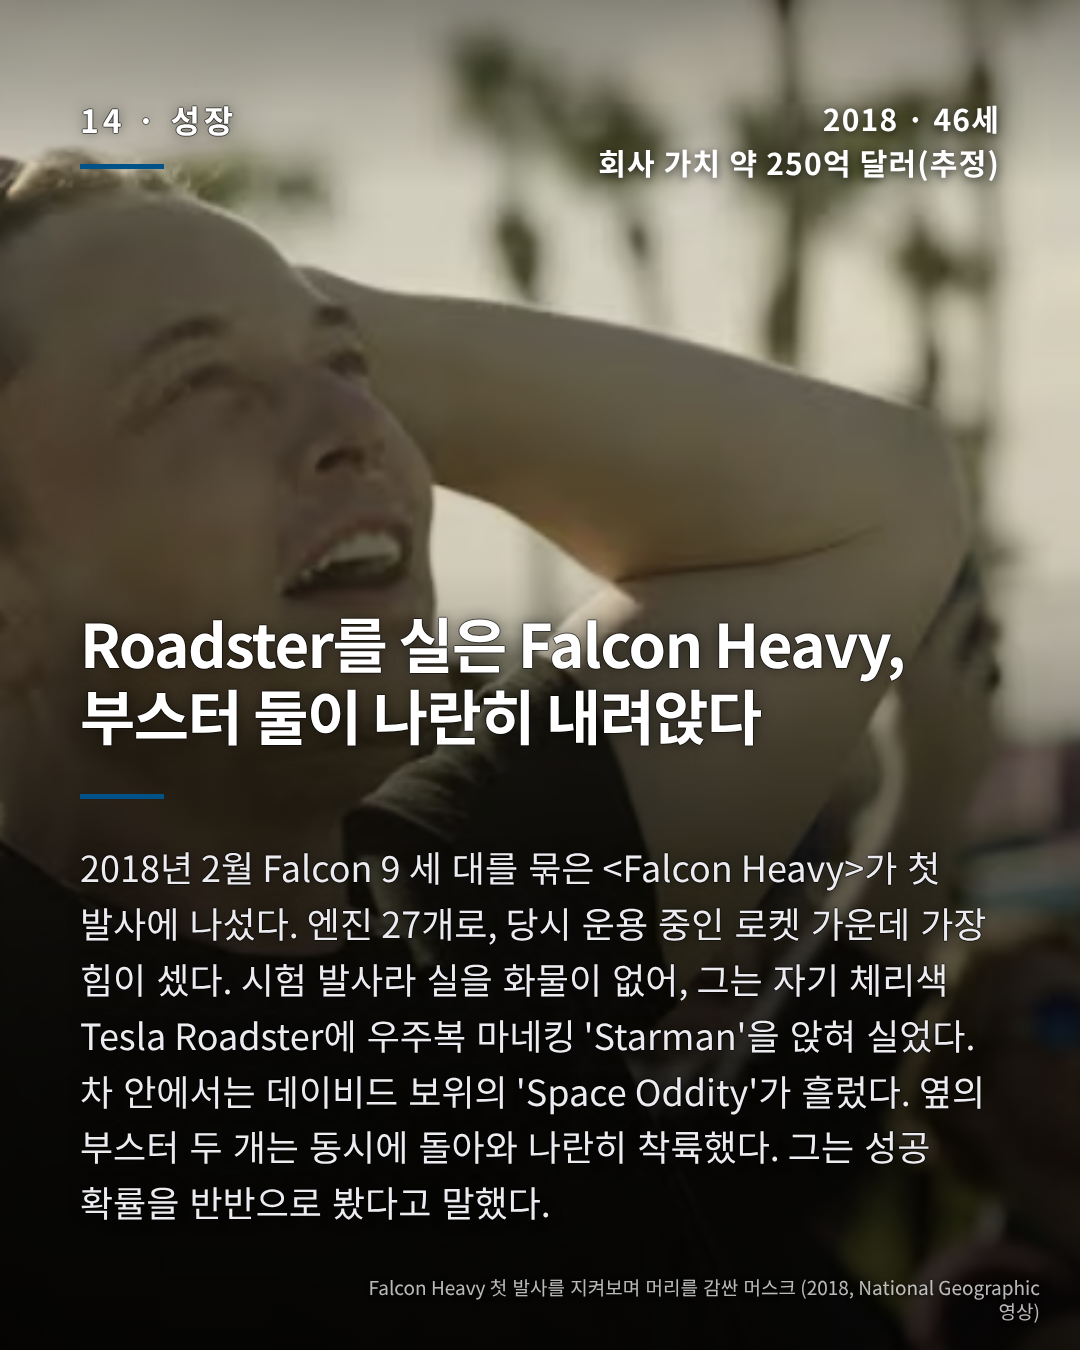 14 · 성장
2018 · 46세
회사 가치 약 250억 달러(추정)
Roadster를 실은 Falcon Heavy,
부스터 둘이 나란히 내려앉다
2018년 2월 Falcon 9 세 대를 묶은 <Falcon Heavy>가 첫
발사에 나섰다. 엔진 27개로, 당시 운용 중인 로켓 가운데 가장
힘이 셌다. 시험 발사라 실을 화물이 없어, 그는 자기 체리색
Tesla Roadster에 우주복 마네킹 'Starman'을 앉혀 실었다.
차 안에서는 데이비드 보위의 'Space Oddity'가 흘렀다. 옆의
부스터 두 개는 동시에 돌아와 나란히 착륙했다. 그는 성공
확률을 반반으로 봤다고 말했다.
Falcon Heavy 첫 발사를 지켜보며 머리를 감싼 머스크 (2018, National Geographic
영상)